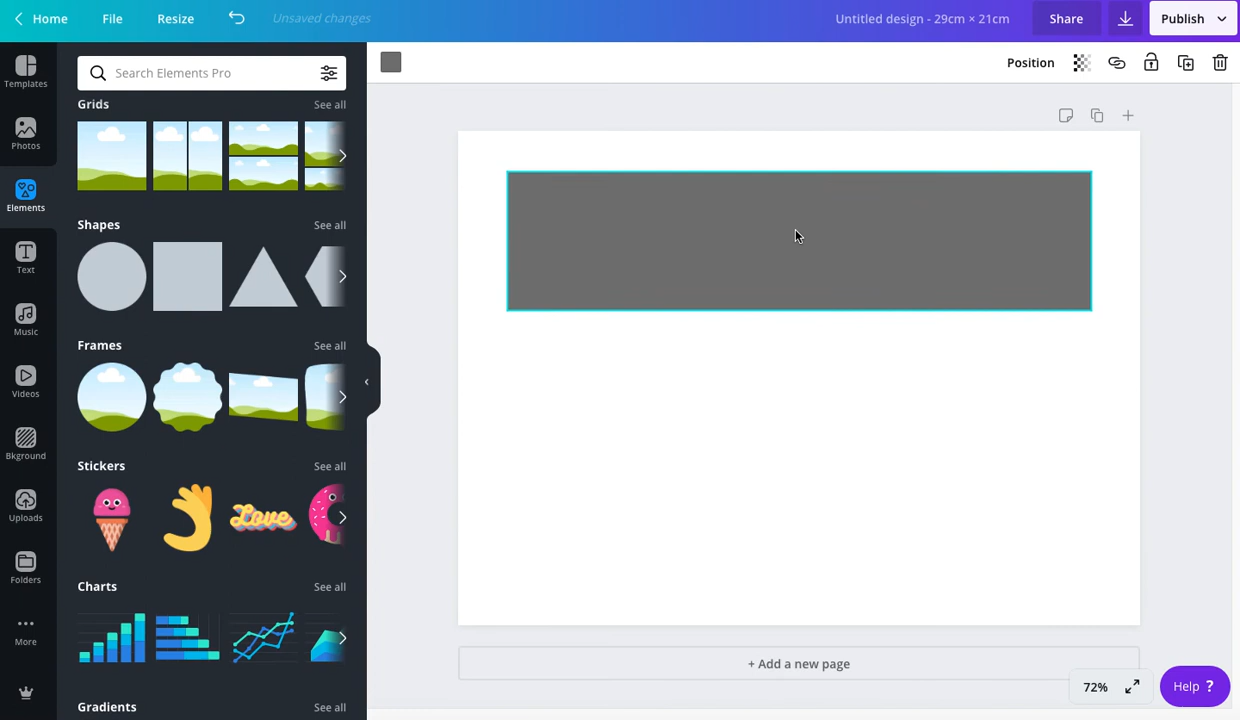 Home
File
Resize
Unsaved changes
Untitled design - 29cm × 21cm
Share
Publish
Templates
Photos
Elements
Text
Music
Videos
Bkground
Uploads
Folders
More
Search Elements Pro
Grids
See all
Shapes
See all
Frames
See all
Stickers
See all
Love
Charts
See all
Gradients
See all
Position
+ Add a new page
72%
Help ?